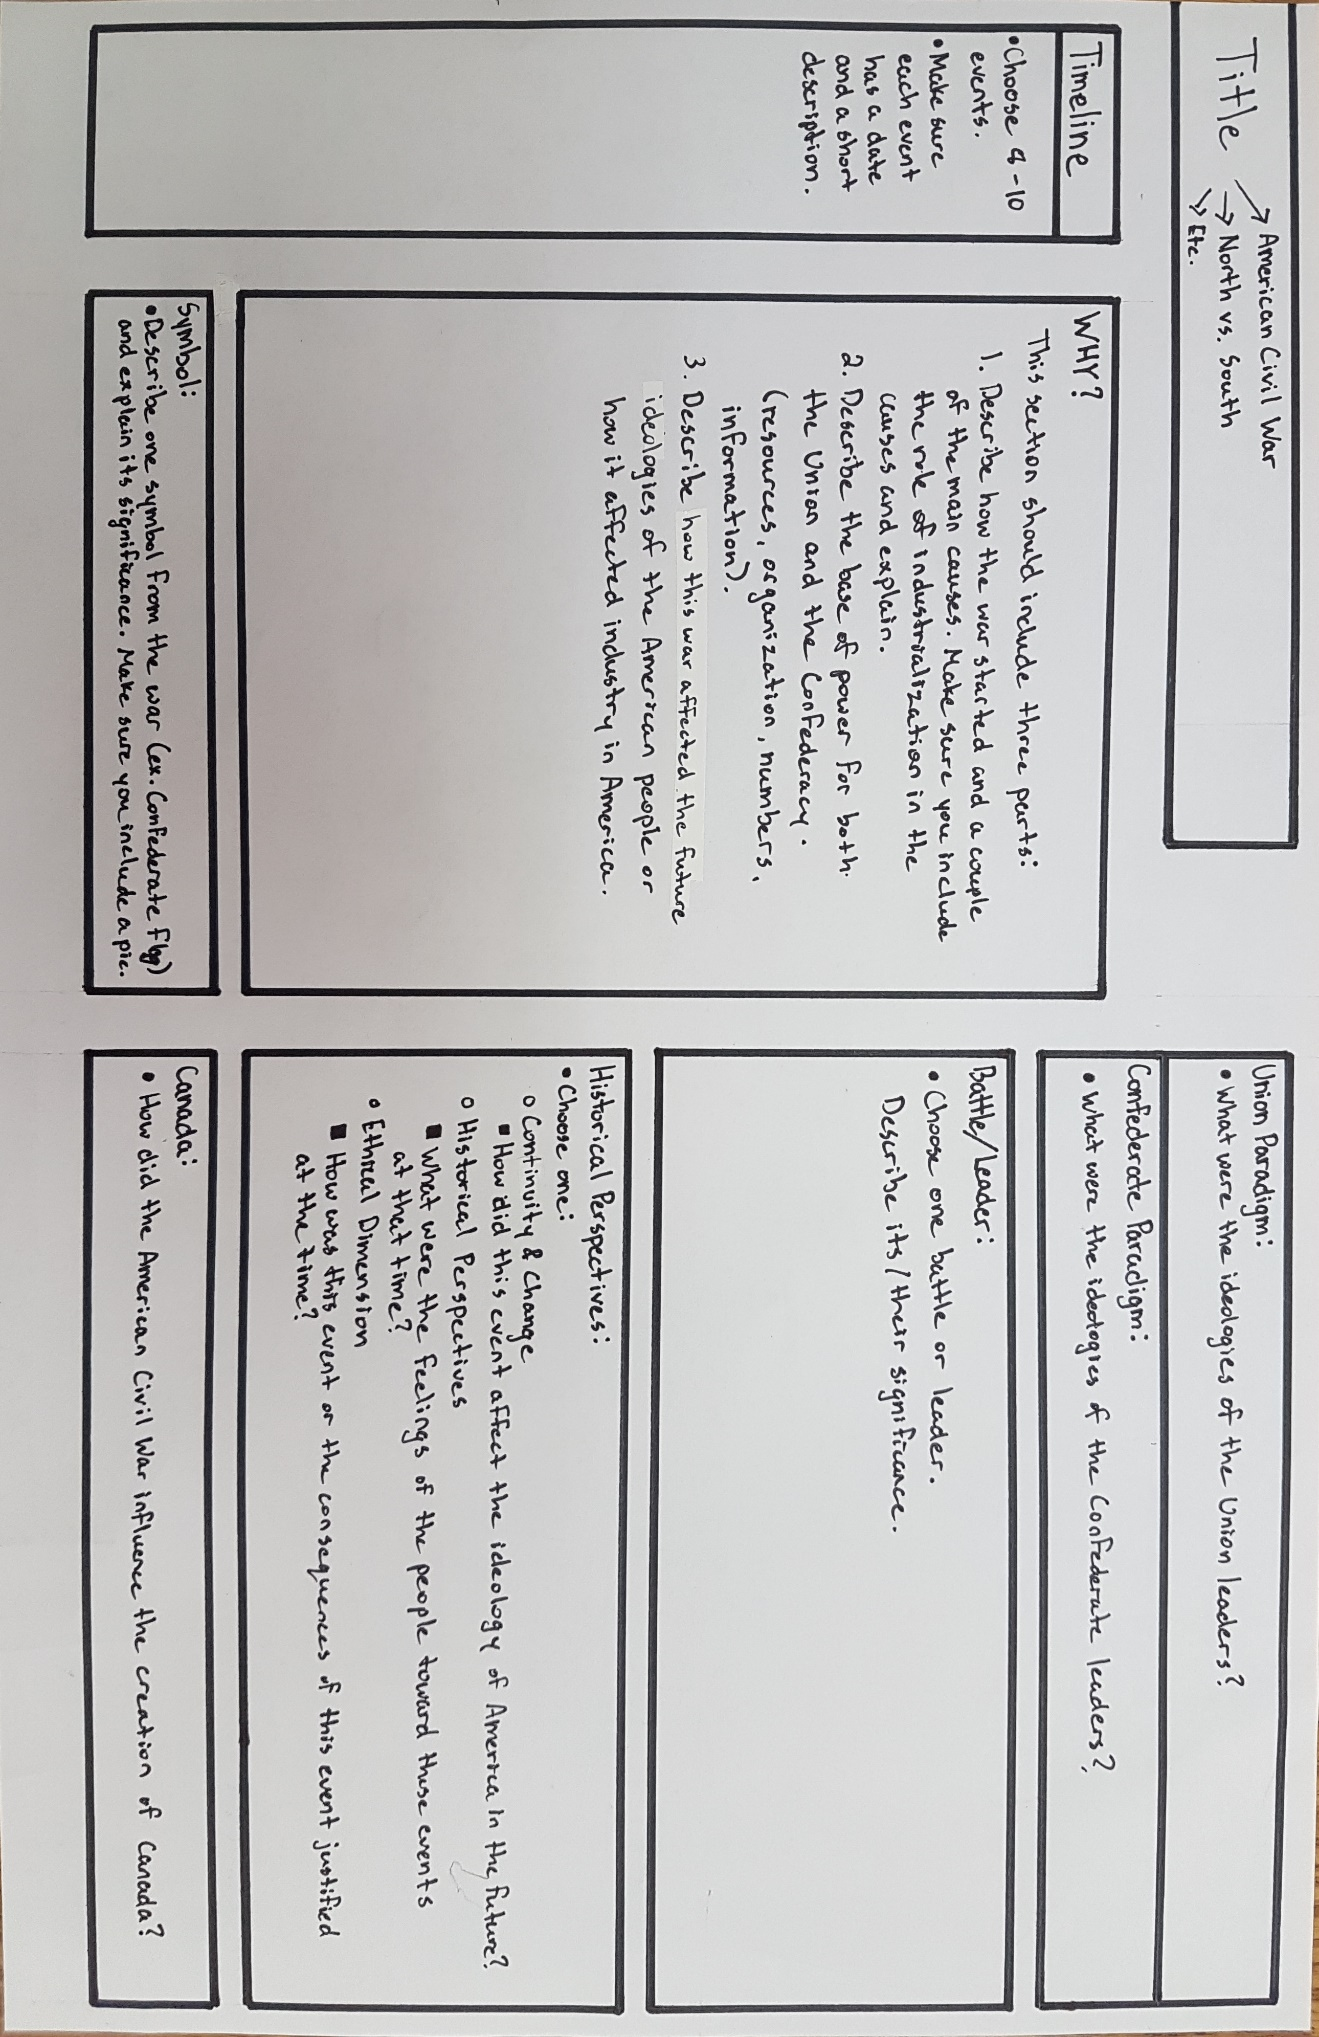 Title → American Civil War
→ North vs. South
→ Etc.
Timeline
• Choose 8-10
events.
• Make sure
each event
has a date
and a short
description.
WHY?
This section should include three parts:
1. Describe how the war started and a couple
of the main causes. Make sure you include
the role of industrialization in the
causes and explain.
2. Describe the base of power for both
the Union and the Confederacy.
(resources, organization, numbers,
information).
3. Describe how this war affected the future
ideologies of the American people or
how it affected industry in America.
Symbol:
• Describe one symbol from the war (ex. Confederate Flag)
and explain its significance. Make sure you include a pic.
Union Paradigm:
• What were the ideologies of the Union leaders?
Confederate Paradigm:
• What were the ideologies of the Confederate leaders?
Battle/Leader:
• Choose one battle or leader.
Describe its/their significance.
Historical Perspectives:
• Choose one:
○ Continuity & Change
▪ How did this event affect the ideology of America in the future?
○ Historical Perspectives
▪ What were the feelings of the people toward these events
at that time?
• Ethical Dimension
▪ How was this event or the consequences of this event justified
at the time?
Canada:
• How did the American Civil War influence the creation of Canada?